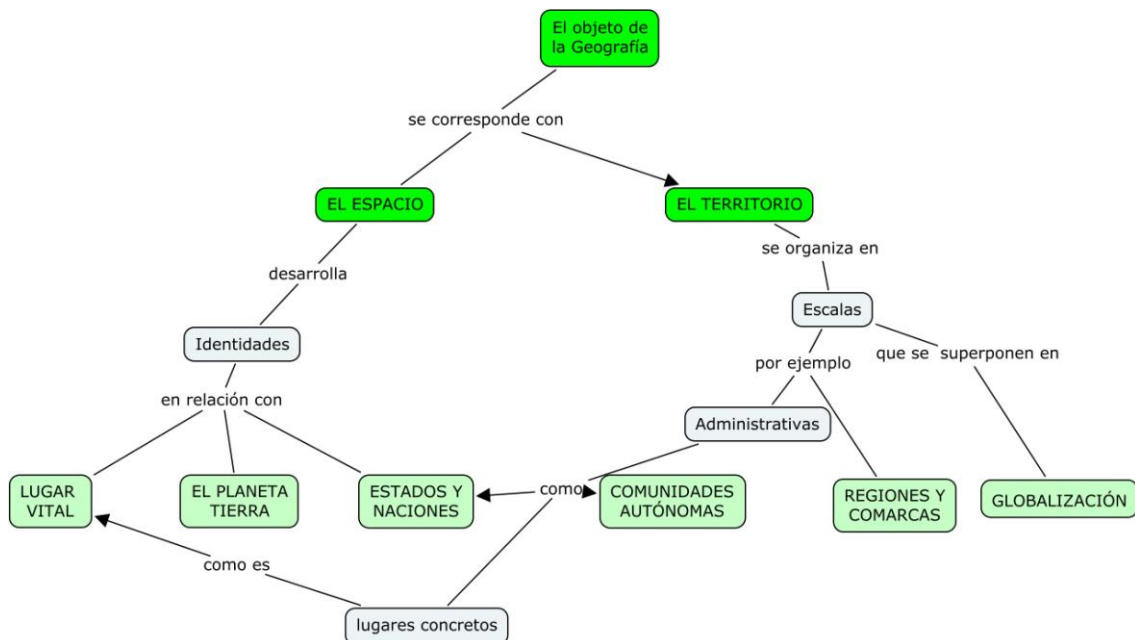 El objeto de
la Geografía
se corresponde con
EL ESPACIO
EL TERRITORIO
se organiza en
desarrolla
Escalas
Identidades
por ejemplo
que se superponen en
en relación con
Administrativas
LUGAR
VITAL
EL PLANETA
TIERRA
ESTADOS Y
NACIONES
como
COMUNIDADES
AUTÓNOMAS
REGIONES Y
COMARCAS
GLOBALIZACIÓN
como es
lugares concretos